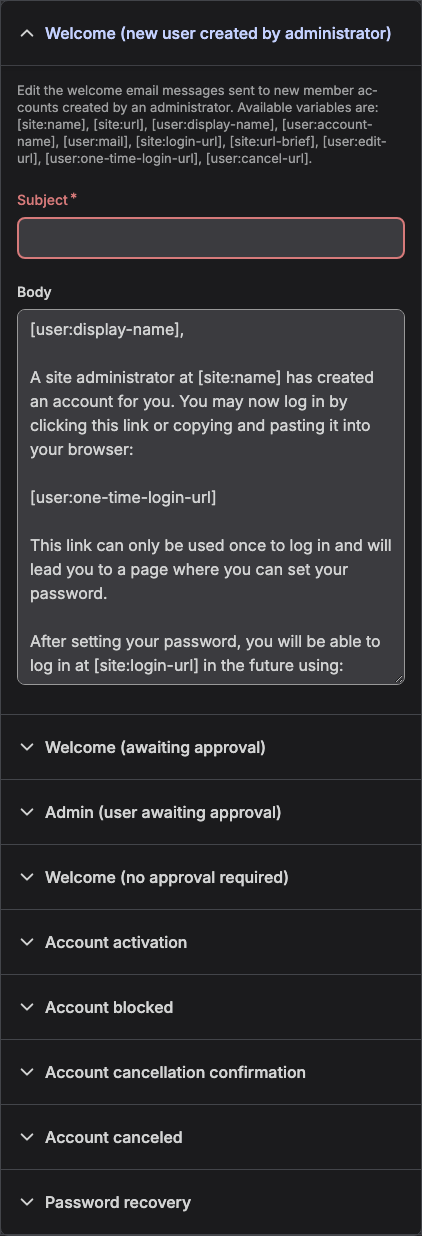 Welcome (new user created by administrator)
Edit the welcome email messages sent to new member ac-
counts created by an administrator. Available variables are:
[site:name], [site:url], [user:display-name], [user:account-
name], [user:mail], [site:login-url], [site:url-brief], [user:edit-
url], [user:one-time-login-url], [user:cancel-url].
Subject*
Body
[user:display-name],
A site administrator at [site:name] has created
an account for you. You may now log in by
clicking this link or copying and pasting it into
your browser:
[user:one-time-login-url]
This link can only be used once to log in and will
lead you to a page where you can set your
password.
After setting your password, you will be able to
log in at [site:login-url] in the future using:
Welcome (awaiting approval)
Admin (user awaiting approval)
Welcome (no approval required)
Account activation
Account blocked
Account cancellation confirmation
Account canceled
Password recovery